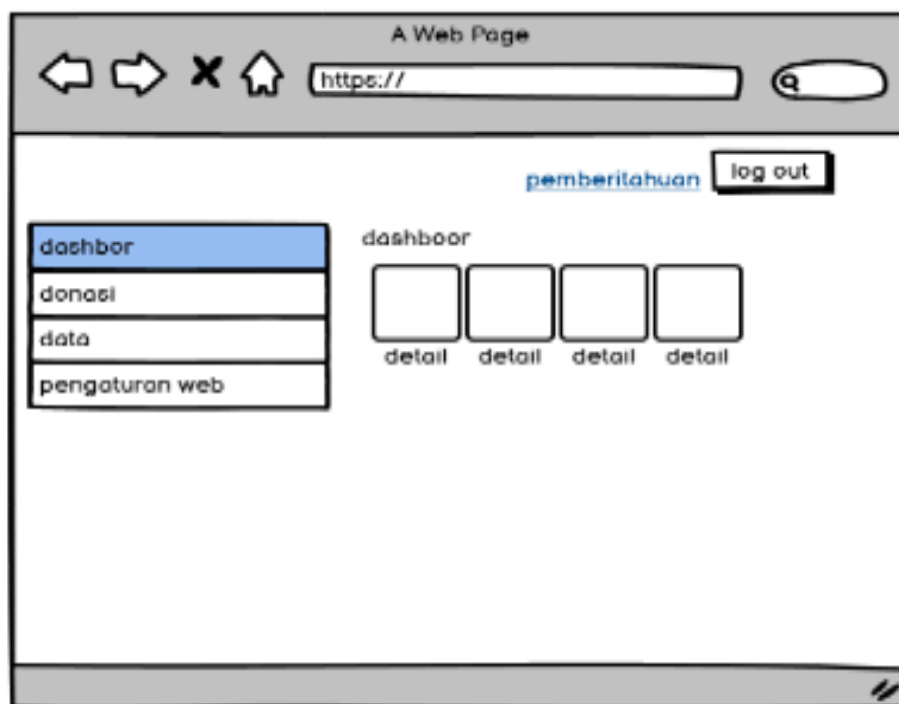 A Web Page
https://
pemberitahuan log out
dashbor
donasi
data
pengaturan web
dashboor
detail detail detail detail